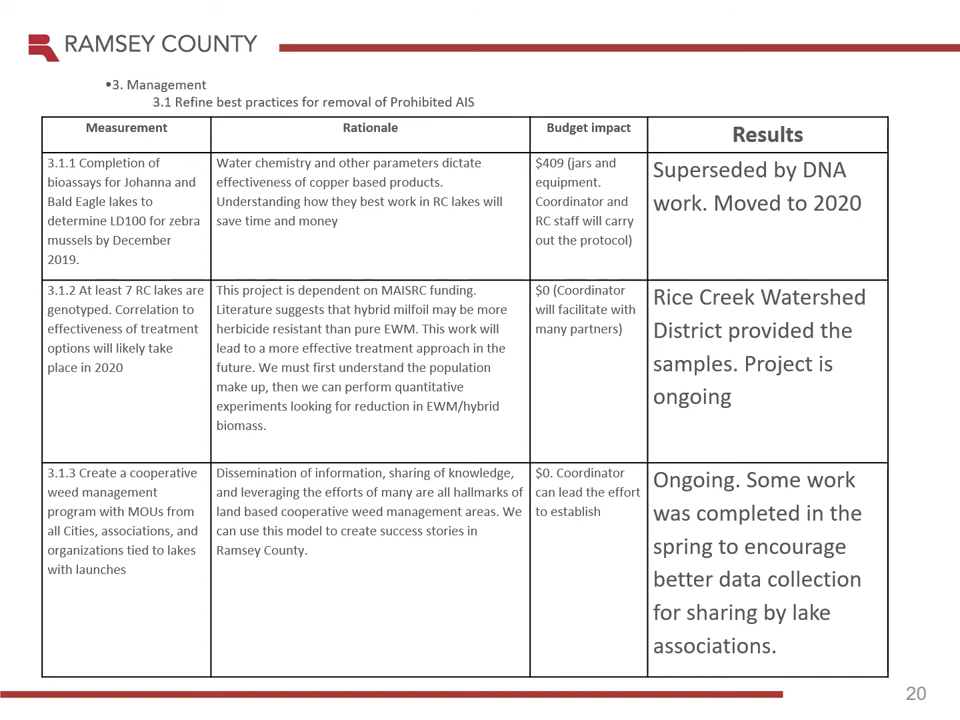 RAMSEY COUNTY
•3. Management
3.1 Refine best practices for removal of Prohibited AIS
Measurement
Rationale
Budget impact
Results
3.1.1 Completion of
bioassays for Johanna and
Bald Eagle lakes to
determine LD100 for zebra
mussels by December
2019.
Water chemistry and other parameters dictate
effectiveness of copper based products.
Understanding how they best work in RC lakes will
save time and money
$409 (jars and
equipment.
Coordinator and
RC staff will carry
out the protocol)
Superseded by DNA
work. Moved to 2020
3.1.2 At least 7 RC lakes are
genotyped. Correlation to
effectiveness of treatment
options will likely take
place in 2020
This project is dependent on MAISRC funding.
Literature suggests that hybrid milfoil may be more
herbicide resistant than pure EWM. This work will
lead to a more effective treatment approach in the
future. We must first understand the population
make up, then we can perform quantitative
experiments looking for reduction in EWM/hybrid
biomass.
$0 (Coordinator
will facilitate with
many partners)
Rice Creek Watershed
District provided the
samples. Project is
ongoing
3.1.3 Create a cooperative
weed management
program with MOUs from
all Cities, associations, and
organizations tied to lakes
with launches
Dissemination of information, sharing of knowledge,
and leveraging the efforts of many are all hallmarks of
land based cooperative weed management areas. We
can use this model to create success stories in
Ramsey County.
$0. Coordinator
can lead the effort
to establish
Ongoing. Some work
was completed in the
spring to encourage
better data collection
for sharing by lake
associations.
20